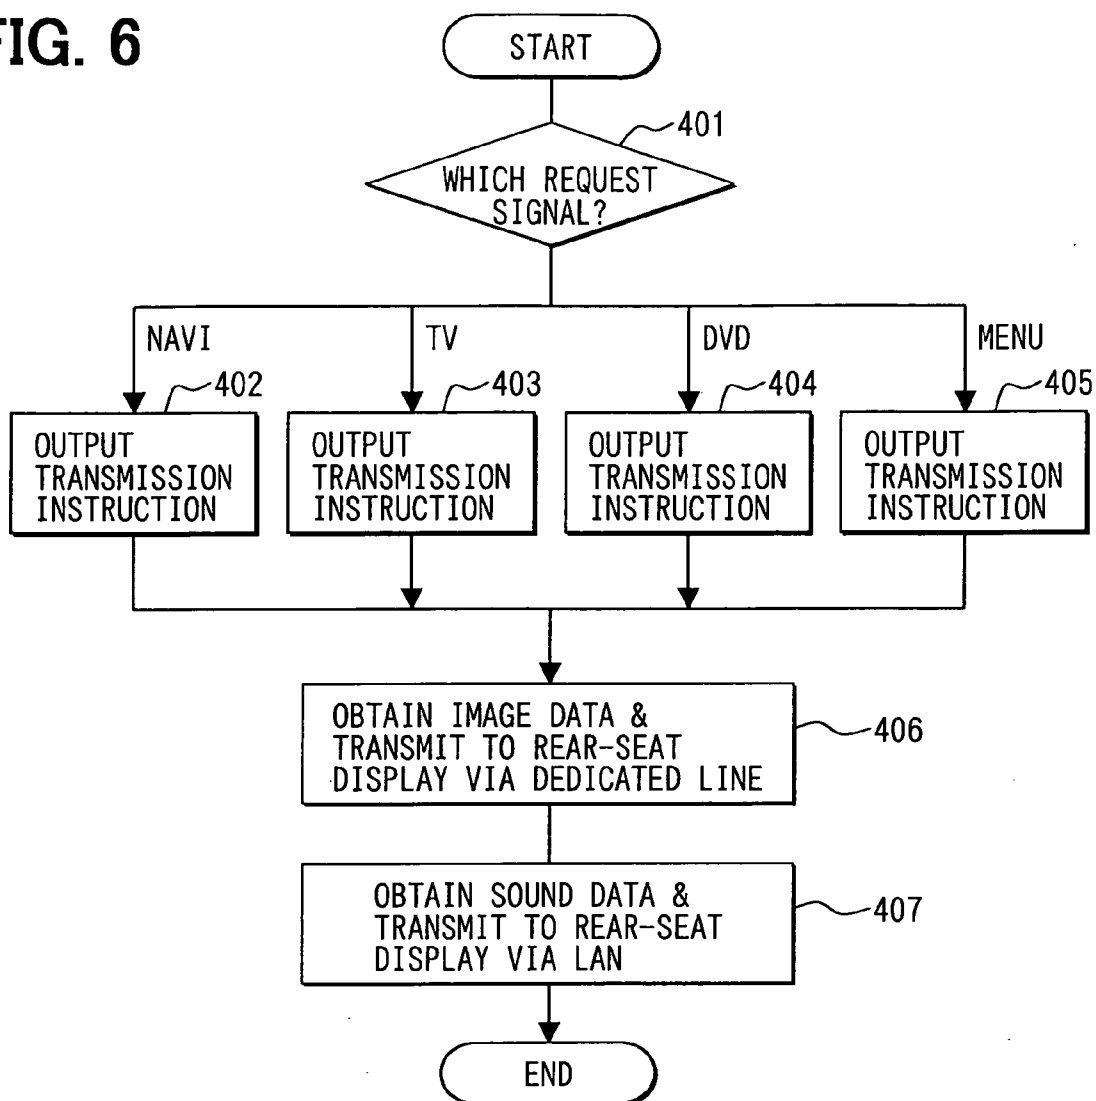 FIG. 6
START
401
WHICH REQUEST
SIGNAL?
NAVI
TV
DVD
MENU
402
403
404
405
OUTPUT
TRANSMISSION
INSTRUCTION
OUTPUT
TRANSMISSION
INSTRUCTION
OUTPUT
TRANSMISSION
INSTRUCTION
OUTPUT
TRANSMISSION
INSTRUCTION
OBTAIN IMAGE DATA &
TRANSMIT TO REAR-SEAT
DISPLAY VIA DEDICATED LINE
406
OBTAIN SOUND DATA &
TRANSMIT TO REAR-SEAT
DISPLAY VIA LAN
407
END